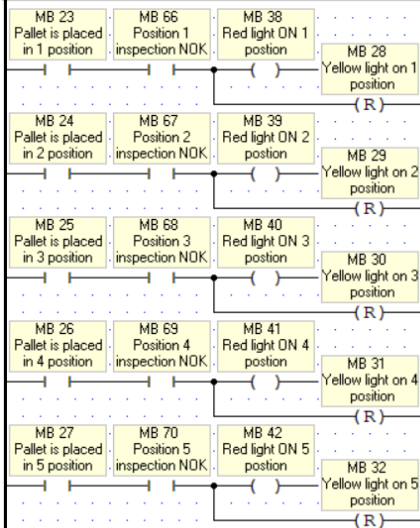 MB 23
Pallet is placed
in 1 position
MB 66
Position 1
inspection NOK
MB 38
Red light ON 1
postion
MB 28
Yellow light on 1
position
(R)
MB 24
Pallet is placed
in 2 position
MB 67
Position 2
inspection NOK
MB 39
Red light ON 2
postion
MB 29
Yellow light on 2
position
(R)
MB 25
Pallet is placed
in 3 position
MB 68
Position 3
inspection NOK
MB 40
Red light ON 3
postion
MB 30
Yellow light on 3
position
(R)
MB 26
Pallet is placed
in 4 position
MB 69
Position 4
inspection NOK
MB 41
Red light ON 4
postion
MB 31
Yellow light on 4
position
(R)
MB 27
Pallet is placed
in 5 position
MB 70
Position 5
inspection NOK
MB 42
Red light ON 5
postion
MB 32
Yellow light on 5
position
(R)